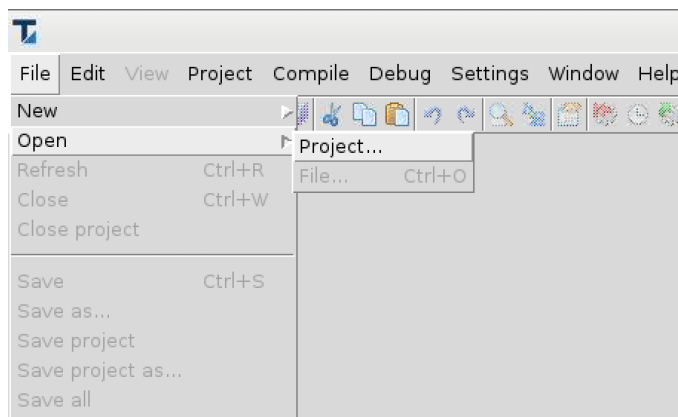 File Edit View Project Compile Debug Settings Window Help
New
Open
Project...
Refresh Ctrl+R
File... Ctrl+O
Close Ctrl+W
Close project
Save Ctrl+S
Save as...
Save project
Save project as...
Save all